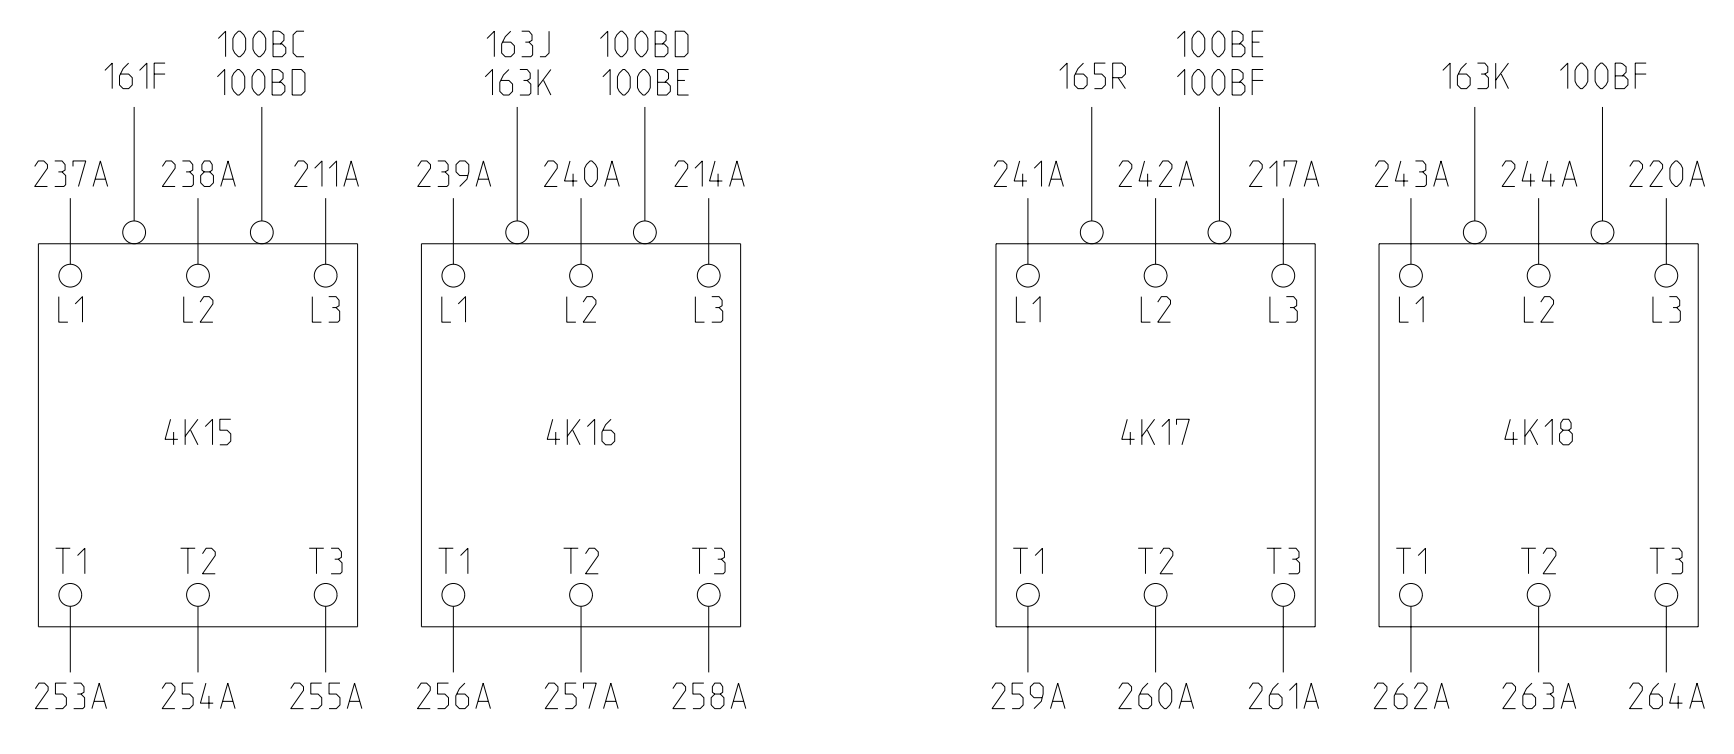 100BC 163J 100BD 100BE
161F 100BD 163K 100BE 165R 100BF 163K 100BF
237A 238A 211A 239A 240A 214A 241A 242A 217A 243A 244A 220A
L1 L2 L3 L1 L2 L3 L1 L2 L3 L1 L2 L3
4K15 4K16 4K17 4K18
T1 T2 T3 T1 T2 T3 T1 T2 T3 T1 T2 T3
253A 254A 255A 256A 257A 258A 259A 260A 261A 262A 263A 264A